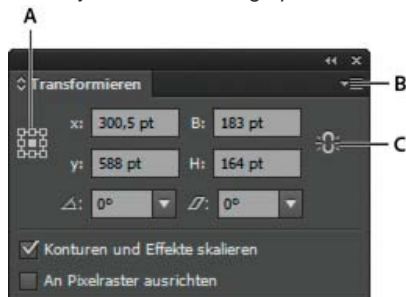 A
Transformieren
B
x: 300,5 pt B: 183 pt
C
y: 588 pt H: 164 pt
0° 0°
Konturen und Effekte skalieren
An Pixelraster ausrichten